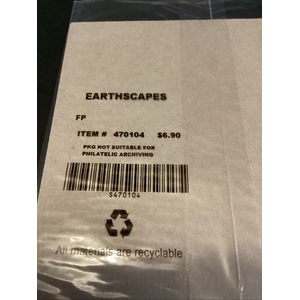 EARTHSCAPES
FP
ITEM # 470104 $6.90
PKG NOT SUITABLE FOR
PHILATELIC ARCHIVING
S470104
All materials are recyclable